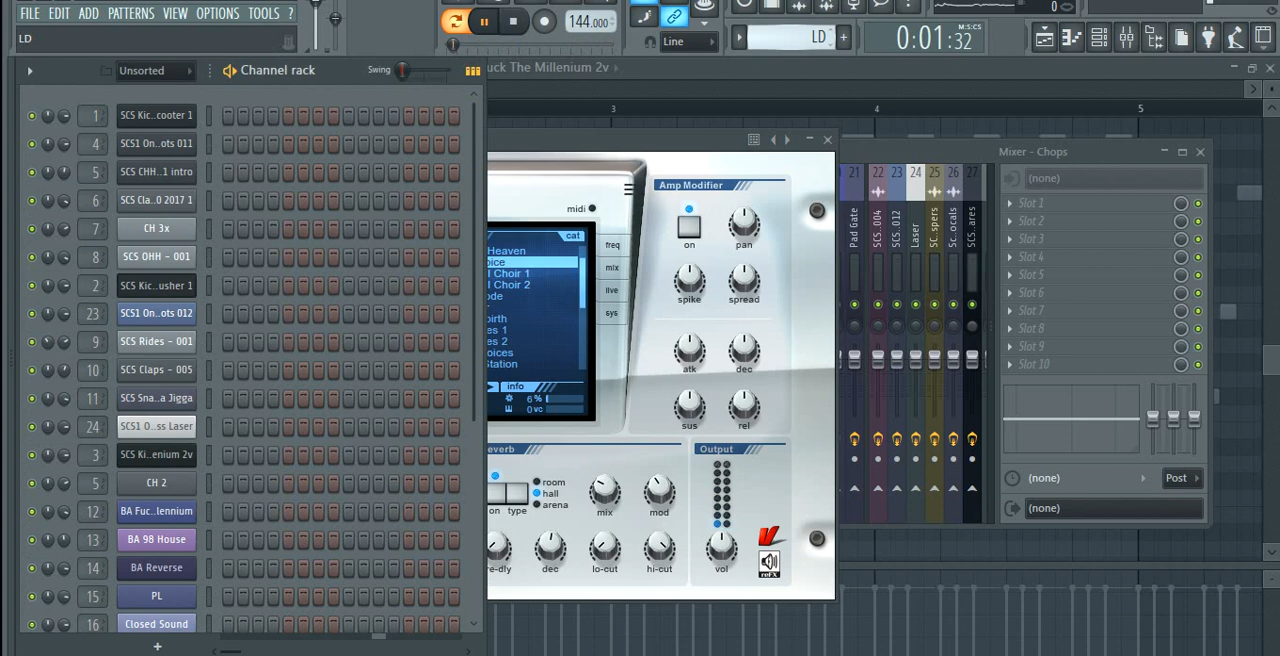 FILE EDIT ADD PATTERNS VIEW OPTIONS TOOLS ?
LD
144.000
Line
LD
0:01:32
M:S:CS
0
Unsorted
Channel rack
Swing
uck The Millenium 2v
3 4 5
1 SCS Kic..cooter 1
4 SCS1 On..ots 011
5 SCS CHH..1 intro
6 SCS Cla..0 2017 1
7 CH 3x
8 SCS OHH - 001
2 SCS Kic..usher 1
23 SCS1 On..ots 012
9 SCS Rides - 001
10 SCS Claps - 005
11 SCS Sna..a Jigga
24 SCS1 O..ss Laser
3 SCS Ki..enium 2v
5 CH 2
12 BA Fuc..lennium
13 BA 98 House
14 BA Reverse
15 PL
16 Closed Sound
+
midi
cat
Heaven
oice
l Choir 1
l Choir 2
ode
birth
es 1
es 2
oices
Station
info
6 %
0 vc
freq
mix
live
sys
Amp Modifier
on pan
spike spread
atk dec
sus rel
everb
on type
room
hall
arena
mix mod
re-dly dec lo-cut hi-cut
Output
vol
reFX
Mixer - Chops
21 22 23 24 25 26 27
Pad Gate
SCS..004
SCS..012
Laser
SC..spers
Sc..ocals
SCS..ares
(none)
Slot 1
Slot 2
Slot 3
Slot 4
Slot 5
Slot 6
Slot 7
Slot 8
Slot 9
Slot 10
(none)
Post
(none)